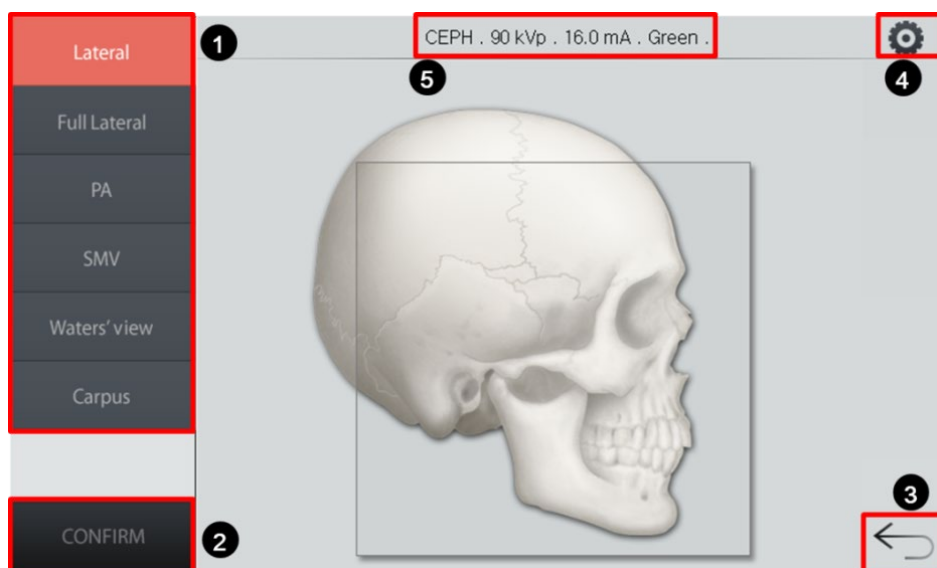 Lateral
1
CEPH . 90 kVp . 16.0 mA . Green .
5
4
Full Lateral
PA
SMV
Waters' view
Carpus
3
CONFIRM
2